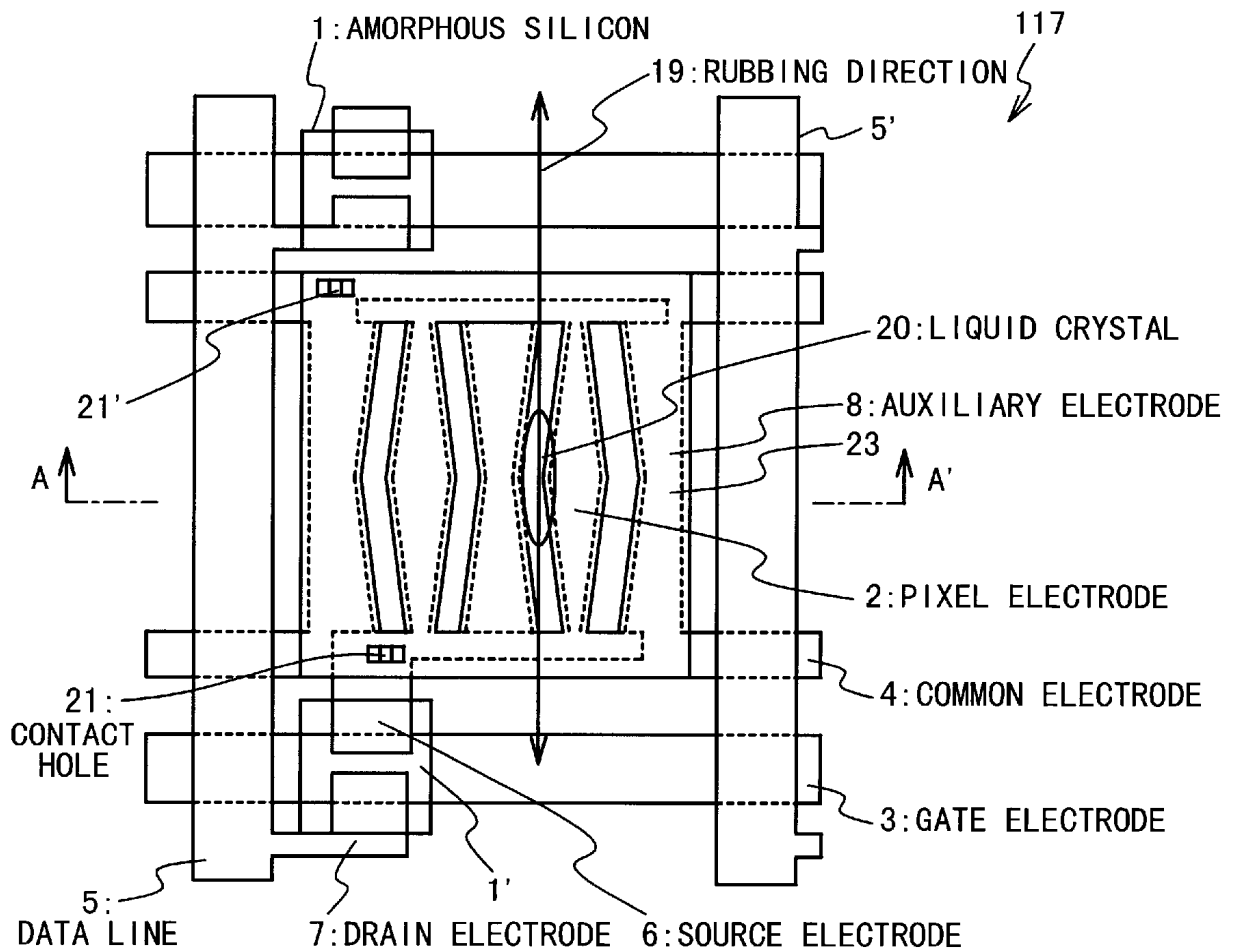 1:AMORPHOUS SILICON
117
19:RUBBING DIRECTION
5'
20:LIQUID CRYSTAL
21'
8:AUXILIARY ELECTRODE
23
A
A'
2:PIXEL ELECTRODE
21:
CONTACT
HOLE
4:COMMON ELECTRODE
3:GATE ELECTRODE
1'
5:
DATA LINE
7:DRAIN ELECTRODE
6:SOURCE ELECTRODE